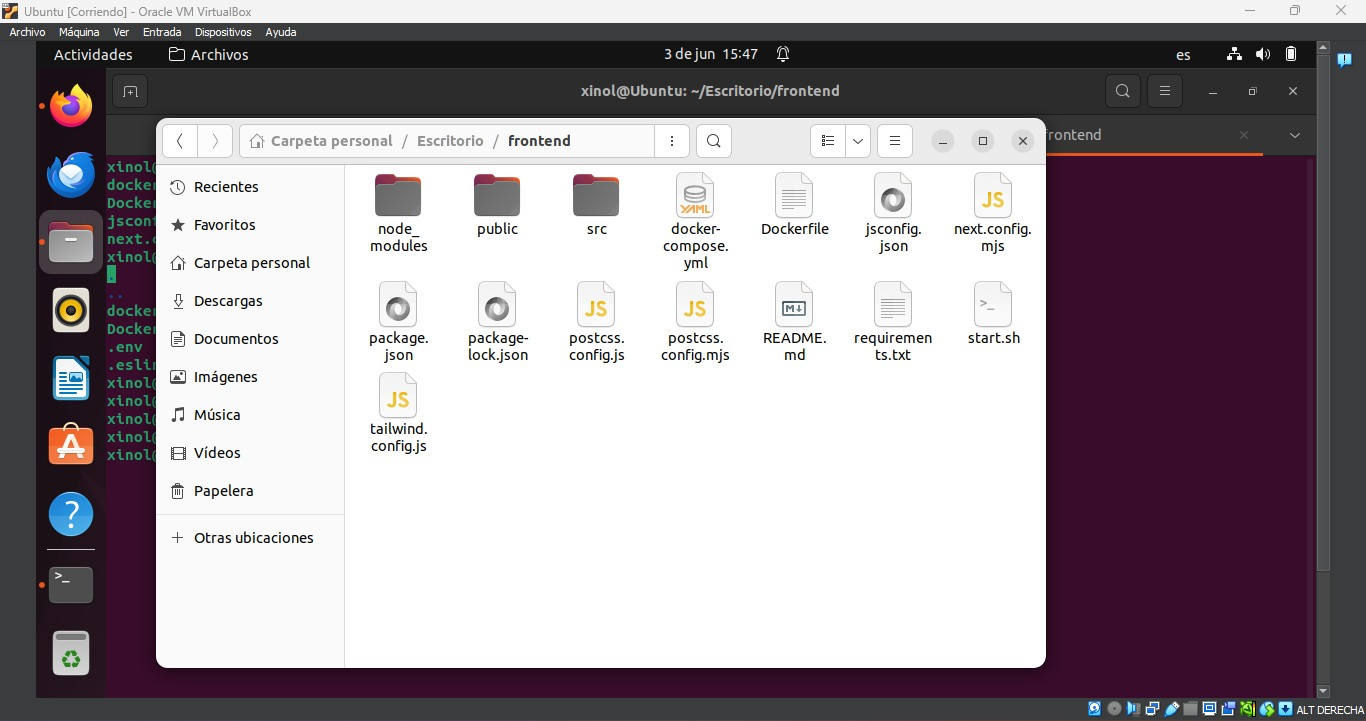 Ubuntu [Corriendo] - Oracle VM VirtualBox
Archivo Máquina Ver Entrada Dispositivos Ayuda
Actividades Archivos 3 de jun 15:47 es
xinol@Ubuntu: ~/Escritorio/frontend
frontend
Carpeta personal / Escritorio / frontend
Recientes
Favoritos
Carpeta personal
Descargas
Documentos
Imágenes
Música
Vídeos
Papelera
+ Otras ubicaciones
node_
modules
public
src
YAML
docker-
compose.
yml
Dockerfile
jsconfig.
json
JS
next.config.
mjs
package.
json
package-
lock.json
JS
postcss.
config.js
JS
postcss.
config.mjs
README.
md
requiremen
ts.txt
>_
start.sh
JS
tailwind.
config.js
xinol@
docker
Docker
jsconf
next.c
xinol@
.
..
docker
Docker
.env
.eslin
xinol@
xinol@
xinol@
xinol@
xinol@
ALT DERECHA